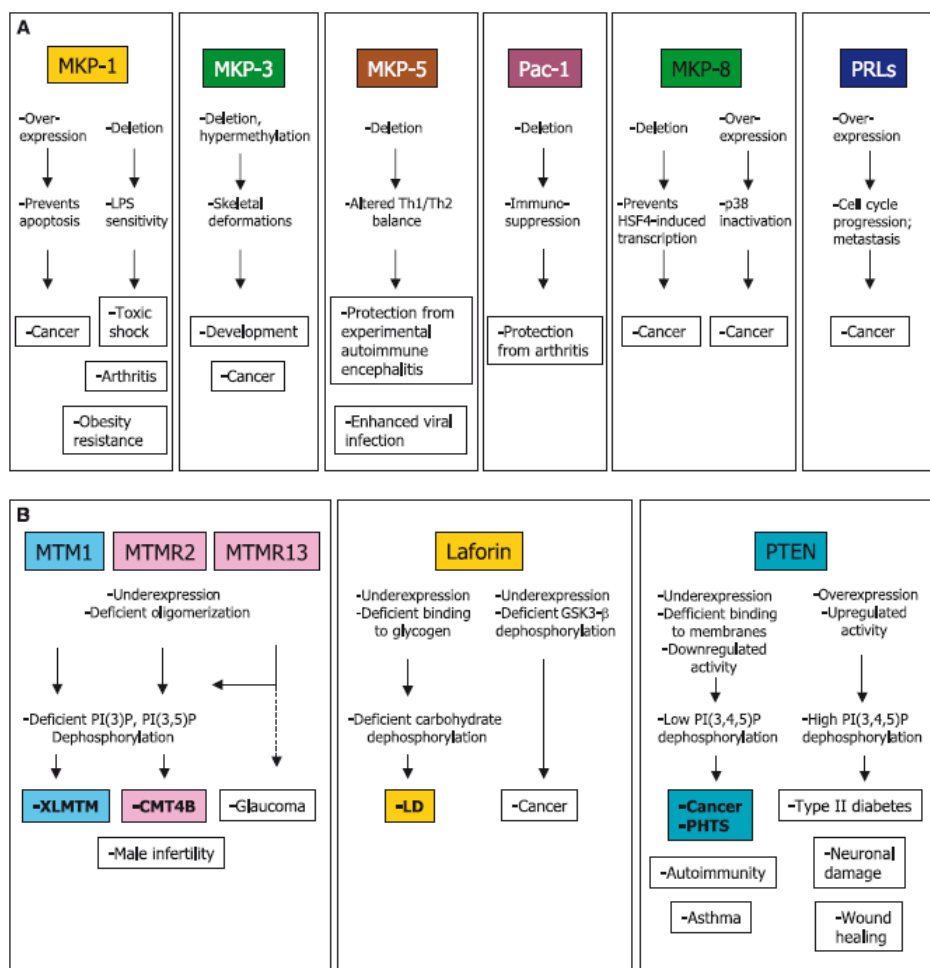 A
MKP-1
-Over-
expression
-Deletion
-Prevents
apoptosis
-LPS
sensitivity
-Cancer
-Toxic
shock
-Arthritis
-Obesity
resistance
MKP-3
-Deletion,
hypermethylation
-Skeletal
deformations
-Development
-Cancer
MKP-5
-Deletion
-Altered Th1/Th2
balance
-Protection from
experimental
autoimmune
encephalitis
-Enhanced viral
infection
Pac-1
-Deletion
-Immuno-
suppression
-Protection
from arthritis
MKP-8
-Deletion
-Over-
expression
-Prevents
HSF4-induced
transcription
-p38
inactivation
-Cancer
-Cancer
PRLs
-Over-
expression
-Cell cycle
progression;
metastasis
-Cancer
B
MTM1
MTMR2
MTMR13
-Underexpression
-Deficient oligomerization
-Deficient PI(3)P, PI(3,5)P
Dephosphorylation
-XLMTM
-CMT4B
-Glaucoma
-Male infertility
Laforin
-Underexpression
-Deficient binding
to glycogen
-Underexpression
-Deficient GSK3-β
dephosphorylation
-Deficient carbohydrate
dephosphorylation
-LD
-Cancer
PTEN
-Underexpression
-Defficient binding
to membranes
-Downregulated
activity
-Overexpression
-Upregulated
activity
-Low PI(3,4,5)P
dephosphorylation
-High PI(3,4,5)P
dephosphorylation
-Cancer
-PHTS
-Type II diabetes
-Autoimmunity
-Neuronal
damage
-Asthma
-Wound
healing